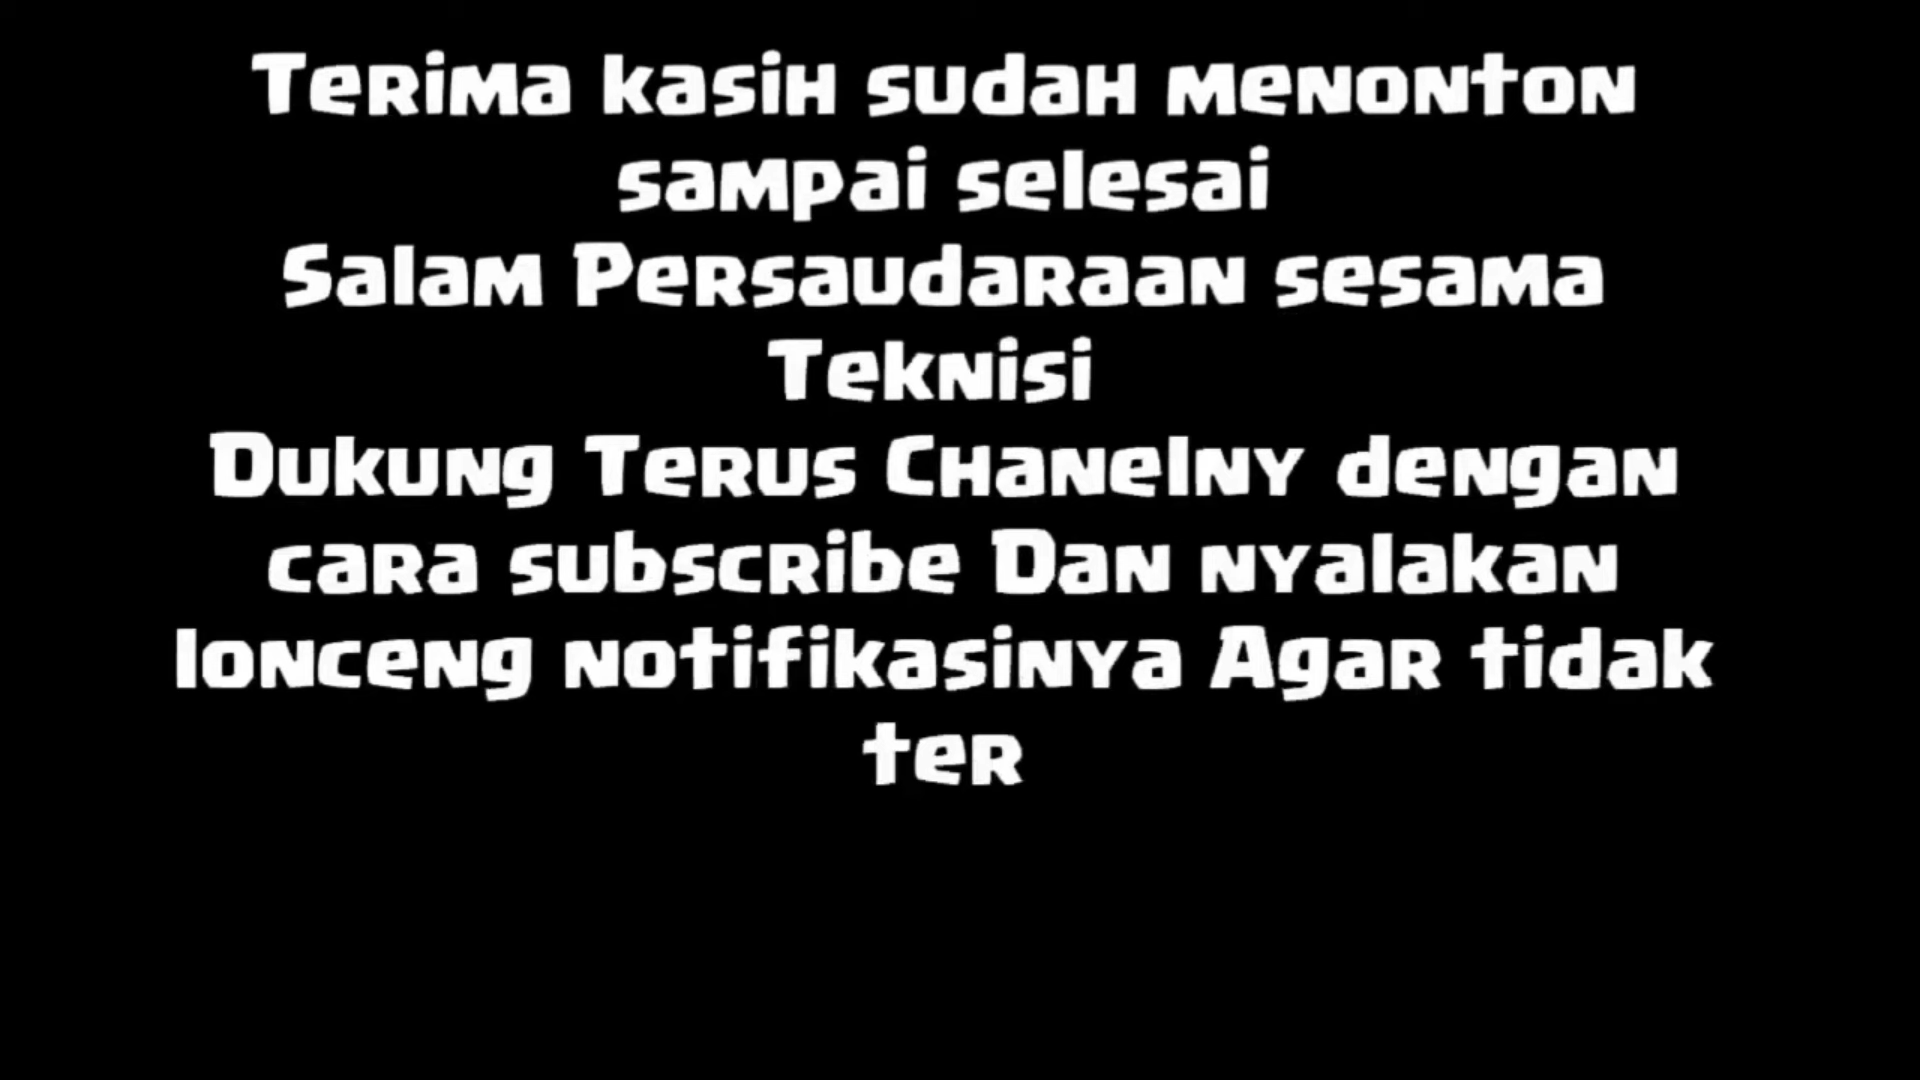 Terima kasih sudah menonton
sampai selesai
Salam Persaudaraan sesama
Teknisi
Dukung Terus Chanelny dengan
cara subscribe Dan nyalakan
lonceng notifikasinya Agar tidak
ter